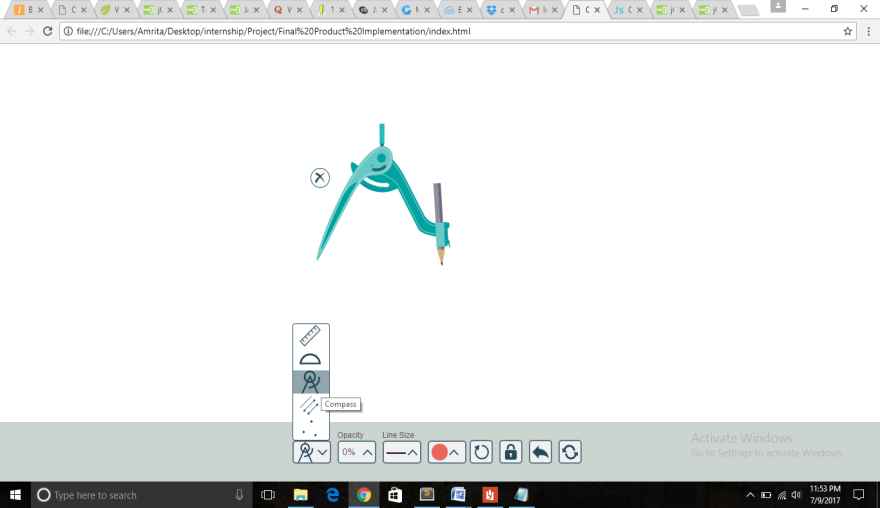 file:///C:/Users/Amrita/Desktop/internship/Project/Final%20Product%20Implementation/index.html
Compass
Opacity
Line Size
0%
Activate Windows
Go to Settings to activate Windows.
Type here to search
11:53 PM
7/9/2017